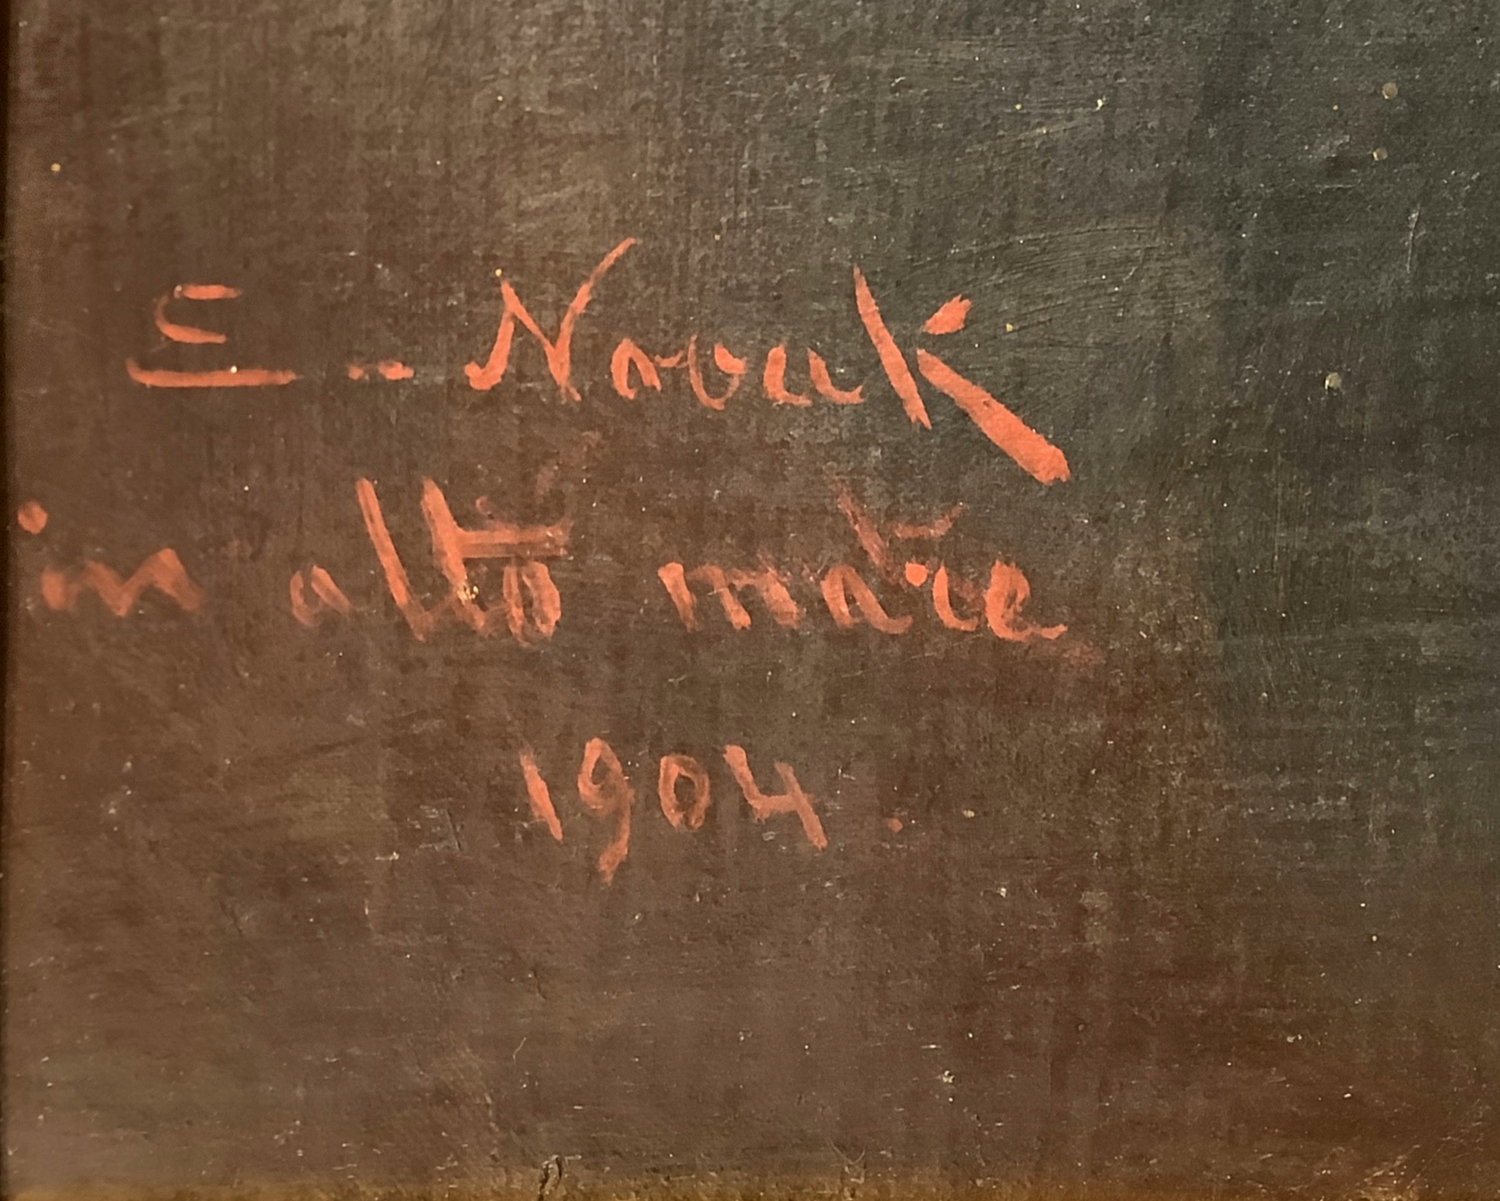 E. Novak
in alto mare
1904.